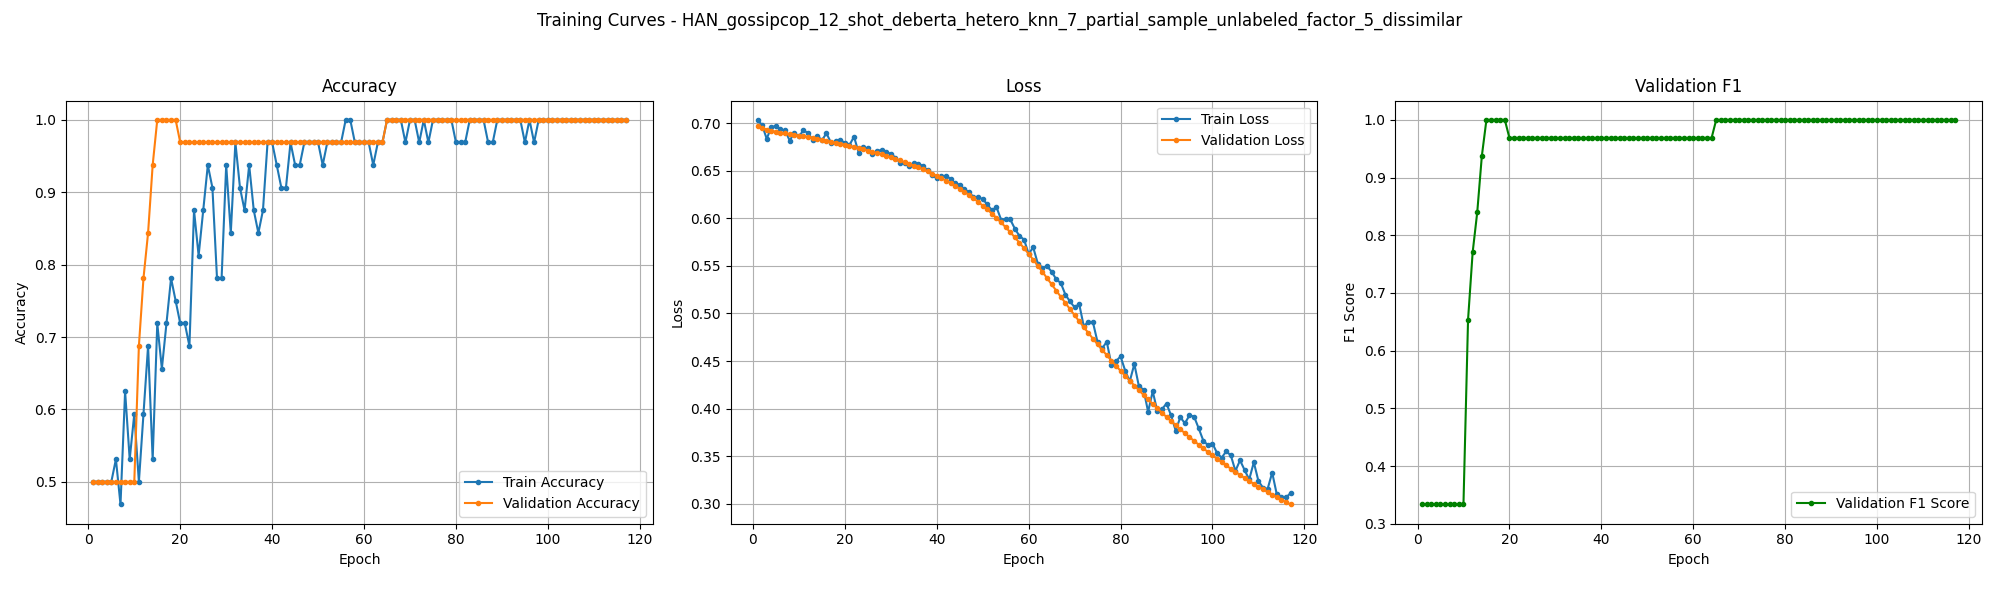 Training Curves - HAN_gossipcop_12_shot_deberta_hetero_knn_7_partial_sample_unlabeled_factor_5_dissimilar
Accuracy
1.0
0.9
0.8
0.7
0.6
0.5
Accuracy
0 20 40 60 80 100 120
Epoch
Train Accuracy
Validation Accuracy
Loss
0.70
0.65
0.60
0.55
0.50
0.45
0.40
0.35
0.30
Loss
0 20 40 60 80 100 120
Epoch
Train Loss
Validation Loss
Validation F1
1.0
0.9
0.8
0.7
0.6
0.5
0.4
0.3
F1 Score
0 20 40 60 80 100 120
Epoch
Validation F1 Score